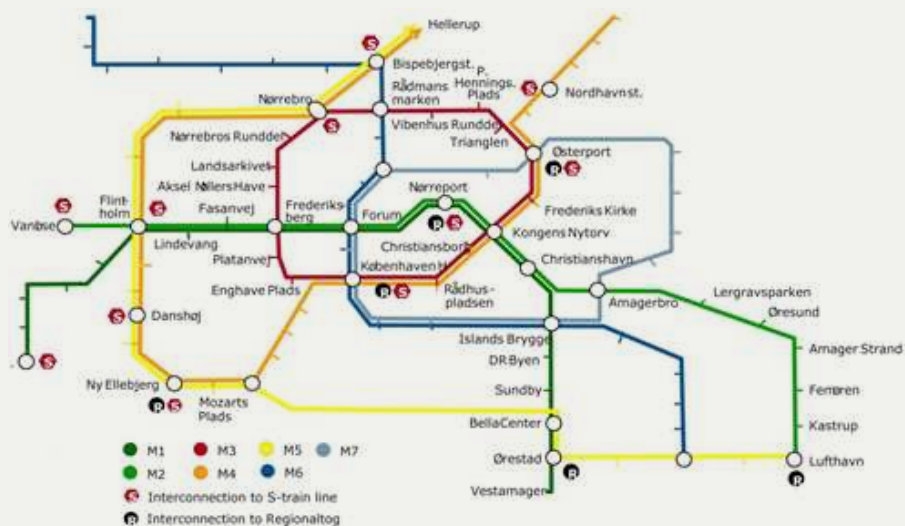 Hellerup
S
Bispebjergst.
P.
Hennings.
Plads
S
Nordhavnst.
Nørrebro
S
Rådmans
marken
Vibenhus Runddel
Trianglen
Nørrebros Runddel
Østerport
R S
Landsarkivet
Aksel Møllers Have
Nørreport
R S
S
Vanløse
Flint-
holm
S
Fasanvej
Frederiks-
berg
Forum
Frederiks Kirke
Kongens Nytorv
Lindevang
Christiansborg
Christianshavn
Platanvej
København H
R S
Enghave Plads
Rådhus-
pladsen
Amagerbro
Lergravsparken
Øresund
S
Danshøj
Islands Brygge
Amager Strand
S
DR Byen
Ny Ellebjerg
R S
Mozarts
Plads
Sundby
Femøren
BellaCenter
Kastrup
Ørestad
R
Lufthavn
R
Vestamager
M1 M3 M5 M7
M2 M4 M6
S Interconnection to S-train line
R Interconnection to Regionaltog